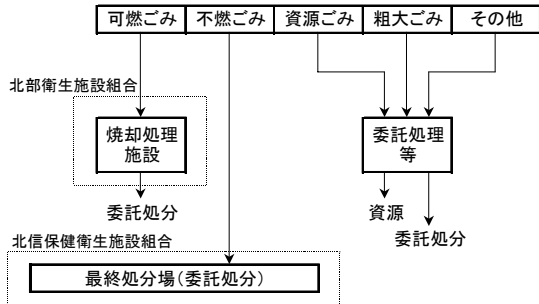 可燃ごみ 不燃ごみ 資源ごみ 粗大ごみ その他
北部衛生施設組合
焼却処理
施設
委託処理
等
委託処分
資源
委託処分
北信保健衛生施設組合
最終処分場(委託処分)